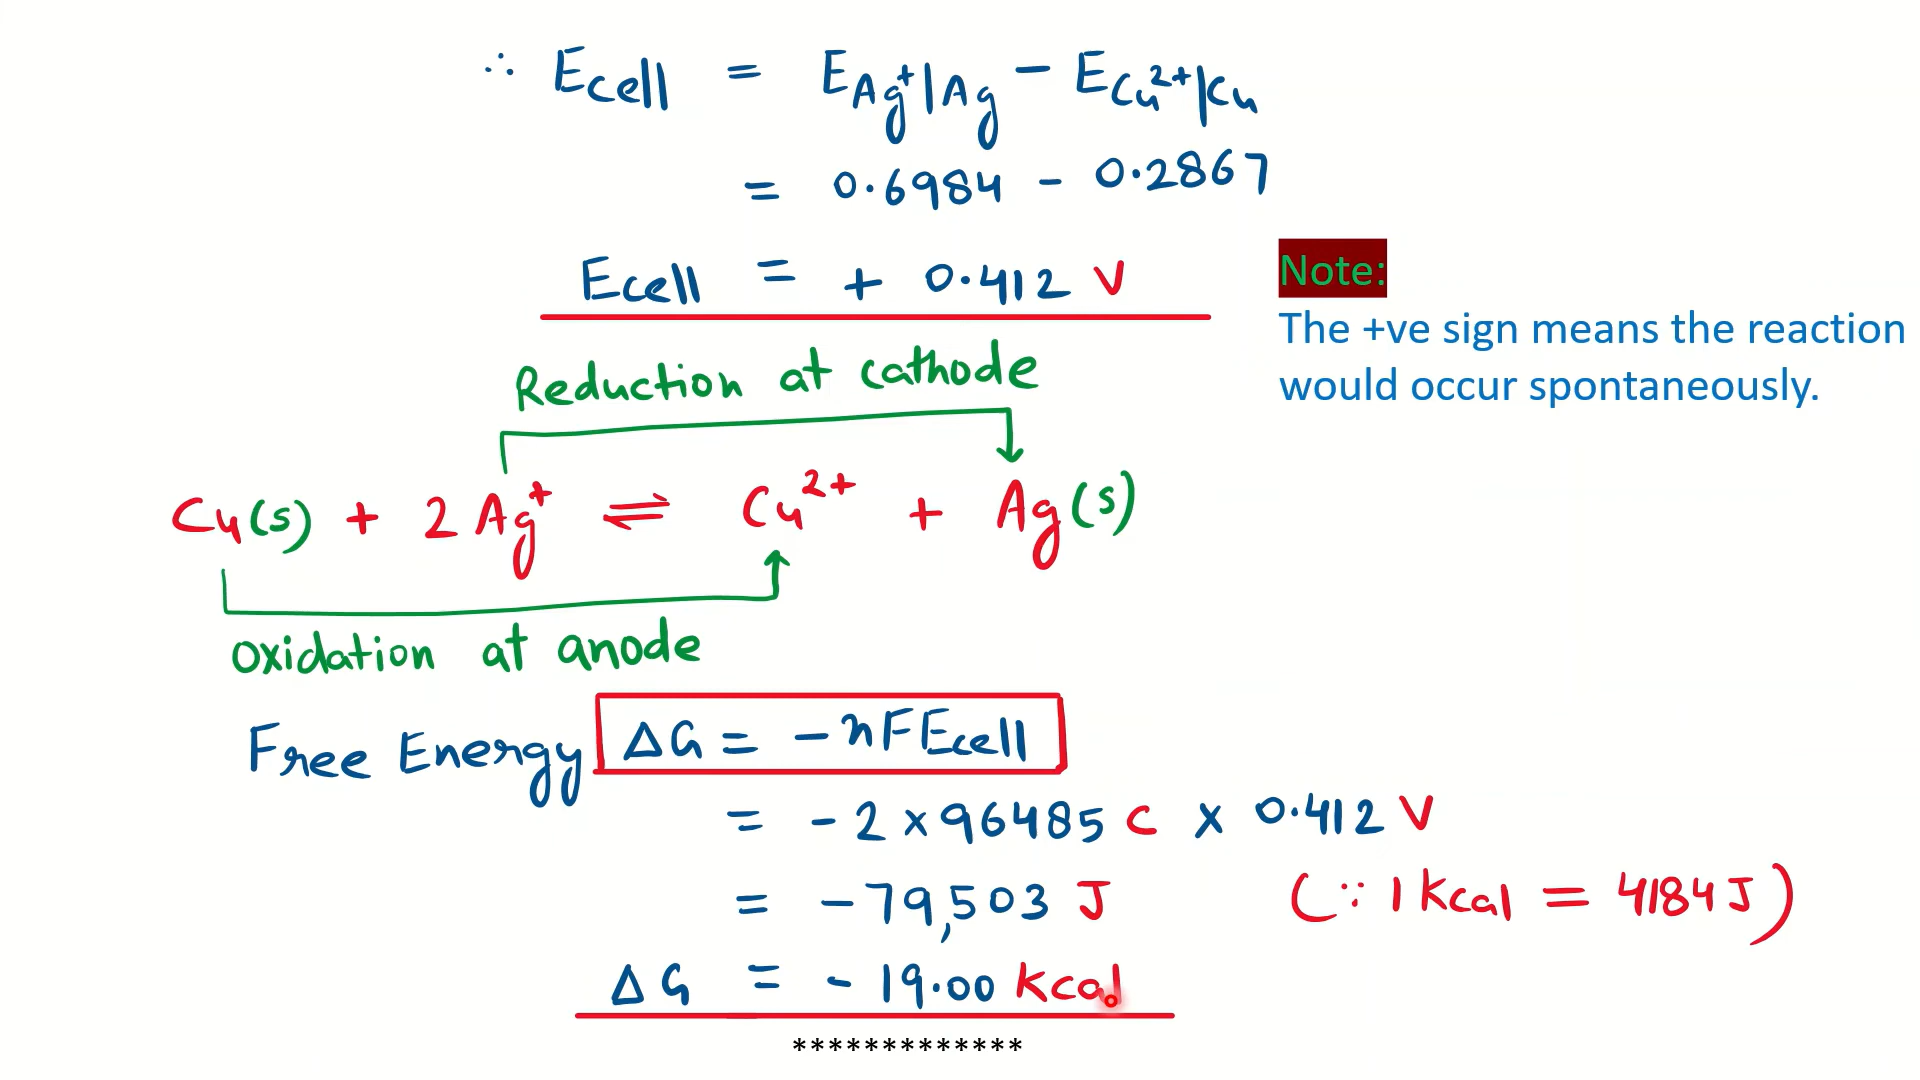 ∴ Ecell = E Ag⁺|Ag − E Cu²⁺|Cu
= 0.6984 - 0.2867
Ecell = + 0.412 V
Note:
The +ve sign means the reaction
would occur spontaneously.
Reduction at cathode
Cu(s) + 2 Ag⁺ ⇌ Cu²⁺ + Ag(s)
oxidation at anode
Free Energy ΔG = -nFEcell
= - 2 × 96485 C × 0.412 V
= - 79,503 J (∵ 1 Kcal = 4184 J)
ΔG = - 19.00 Kcal
*************